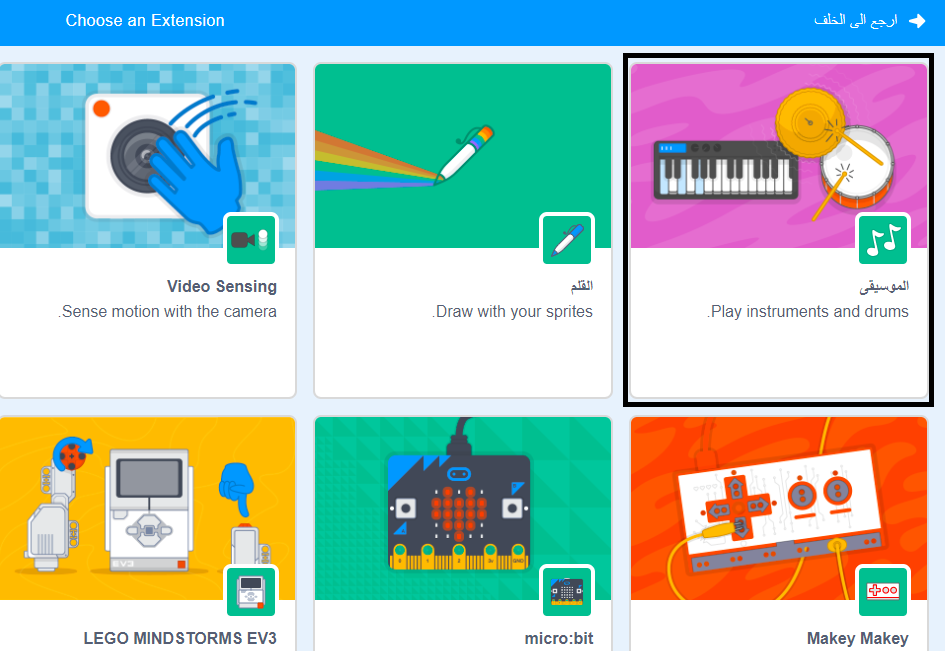 Choose an Extension
ارجع الى الخلف
الموسيقى
.Play instruments and drums
القلم
.Draw with your sprites
Video Sensing
.Sense motion with the camera
Makey Makey
micro:bit
LEGO MINDSTORMS EV3